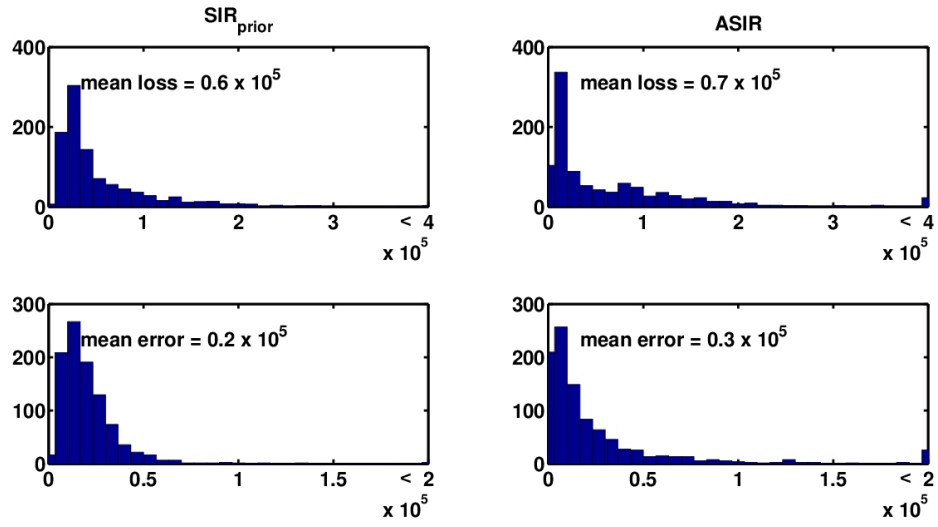 SIR_prior ASIR
400 400
mean loss = 0.6 x 10^5 mean loss = 0.7 x 10^5
200 200
0 0
0 1 2 3 < 4 0 1 2 3 < 4
x 10^5 x 10^5
300 300
mean error = 0.2 x 10^5 mean error = 0.3 x 10^5
200 200
100 100
0 0
0 0.5 1 1.5 < 2 0 0.5 1 1.5 < 2
x 10^5 x 10^5